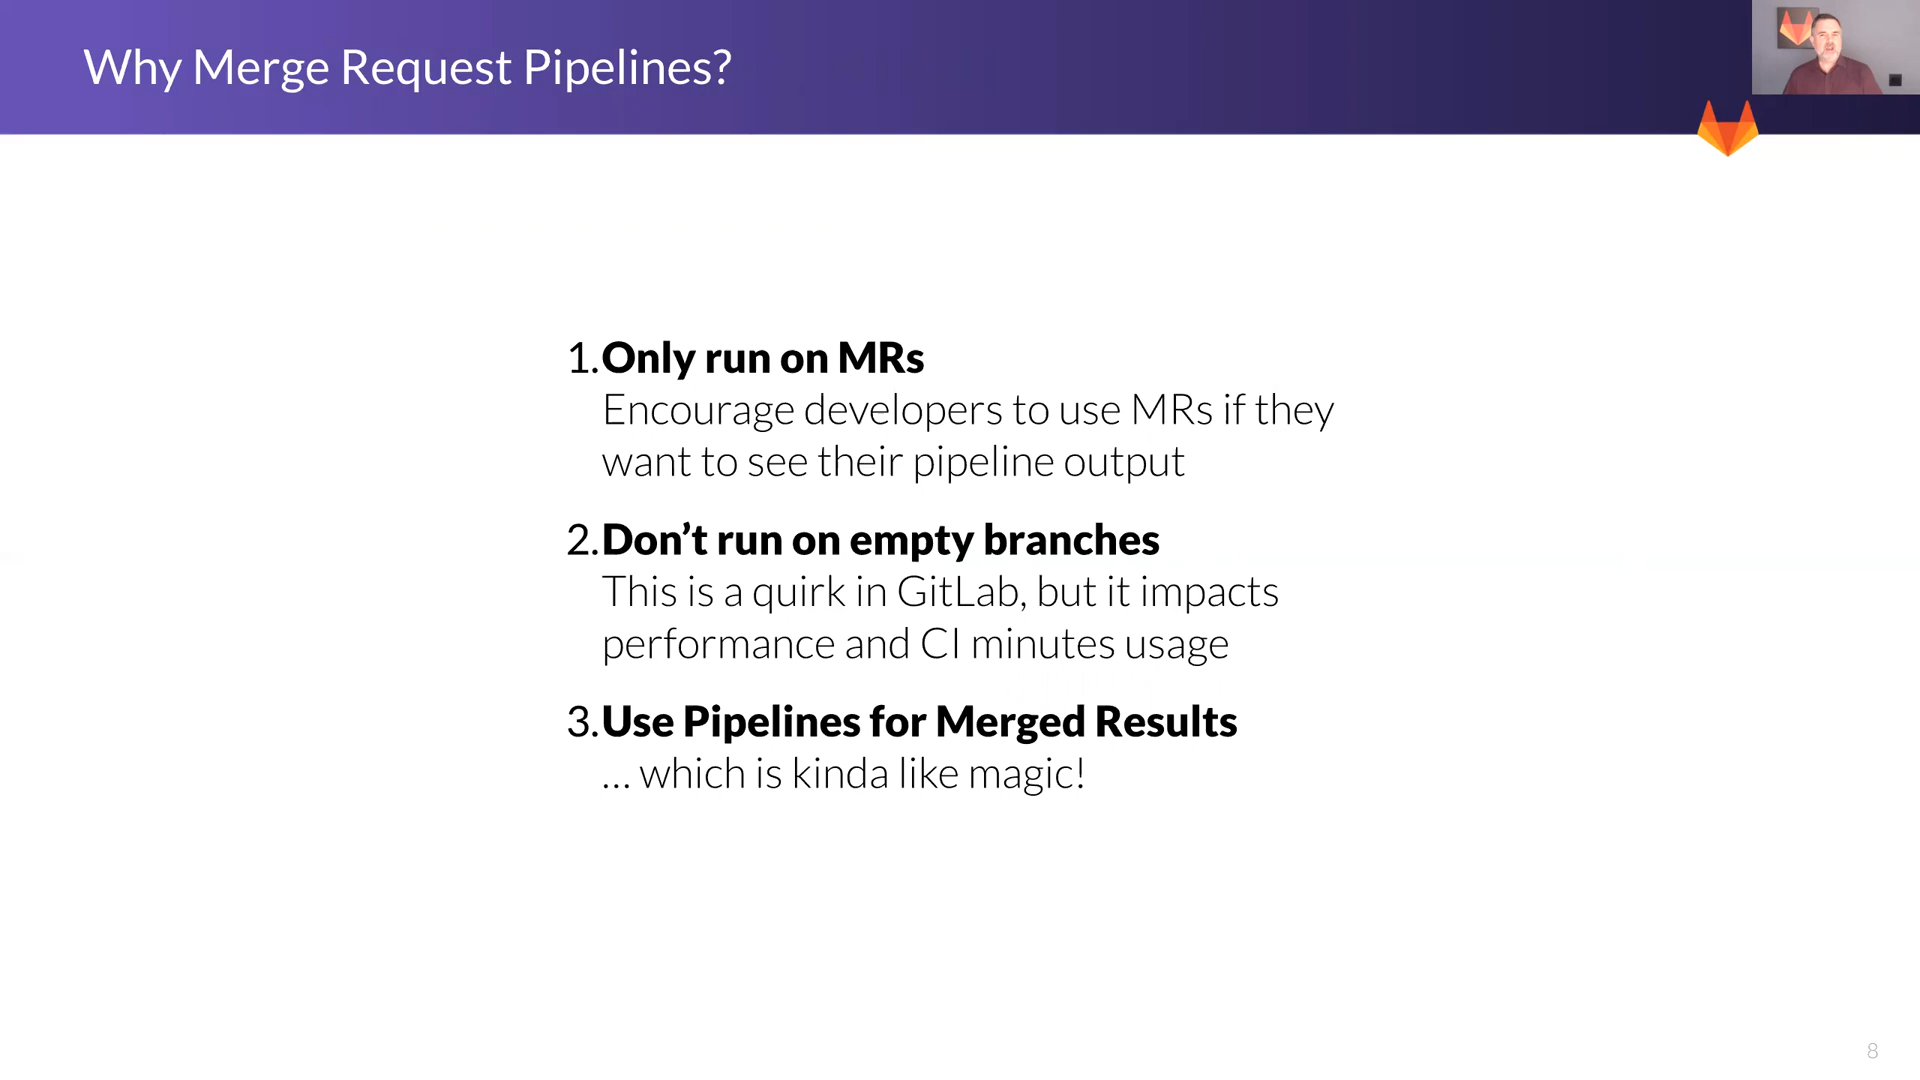 Why Merge Request Pipelines?
1.Only run on MRs
Encourage developers to use MRs if they
want to see their pipeline output
2.Don’t run on empty branches
This is a quirk in GitLab, but it impacts
performance and CI minutes usage
3.Use Pipelines for Merged Results
… which is kinda like magic!
8